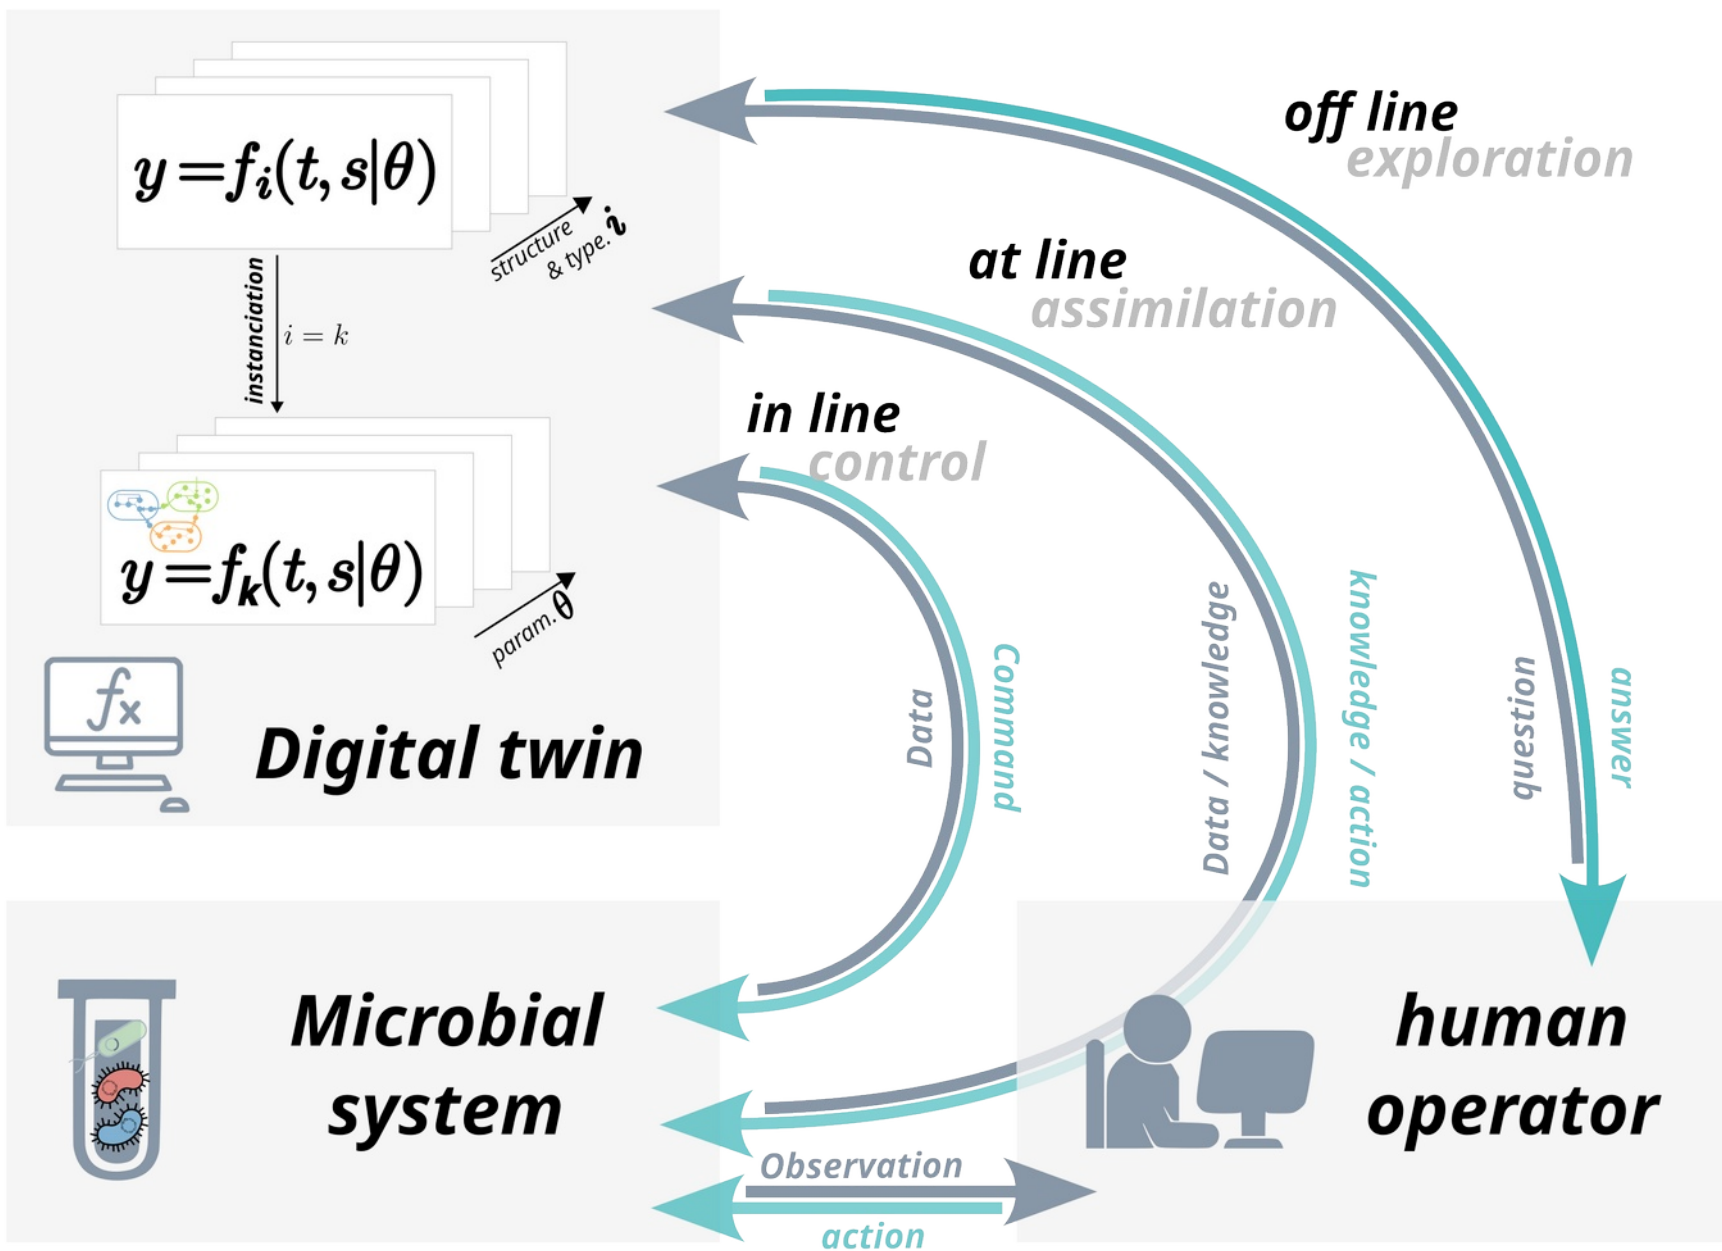 y=f_i(t,s|θ)
structure
& type. i
instanciation
i = k
y=f_k(t,s|θ)
param. θ
fx
Digital twin
off line
exploration
at line
assimilation
in line
control
Data
Command
Data / knowledge
knowledge / action
question
answer
Microbial
system
Observation
action
human
operator